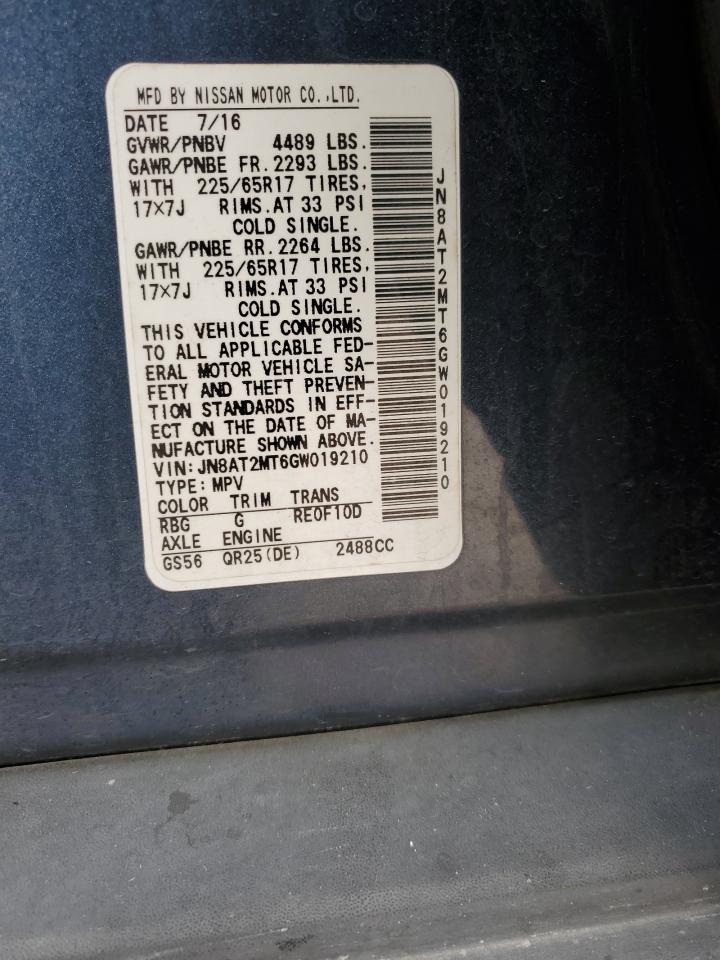 MFD BY NISSAN MOTOR CO.,LTD.
DATE 7/16
GVWR/PNBV 4489 LBS.
GAWR/PNBE FR.2293 LBS.
WITH 225/65R17 TIRES,
17×7J RIMS.AT 33 PSI
COLD SINGLE.
GAWR/PNBE RR.2264 LBS.
WITH 225/65R17 TIRES,
17×7J RIMS.AT 33 PSI
COLD SINGLE.
THIS VEHICLE CONFORMS
TO ALL APPLICABLE FED-
ERAL MOTOR VEHICLE SA-
FETY AND THEFT PREVEN-
TION STANDARDS IN EFF-
ECT ON THE DATE OF MA-
NUFACTURE SHOWN ABOVE.
VIN:JN8AT2MT6GW019210
TYPE:MPV
COLOR TRIM TRANS
RBG G RE0F10D
AXLE ENGINE
GS56 QR25(DE) 2488CC
JN8AT2MT6GW019210